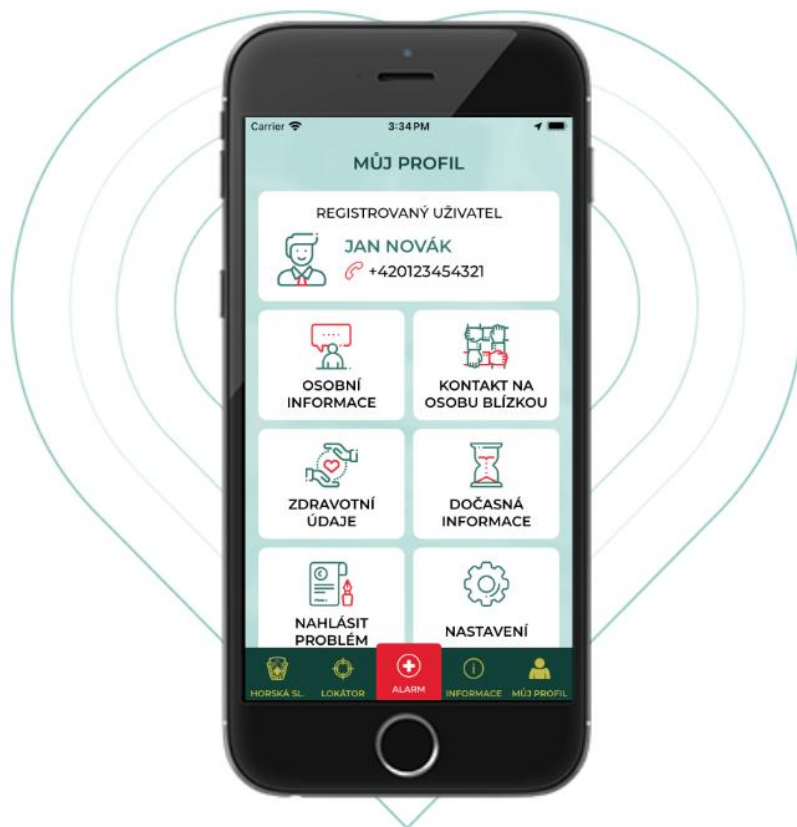 Carrier 3:34 PM
MŮJ PROFIL
REGISTROVANÝ UŽIVATEL
JAN NOVÁK
+420123454321
OSOBNÍ
INFORMACE
KONTAKT NA
OSOBU BLÍZKOU
ZDRAVOTNÍ
ÚDAJE
DOČASNÁ
INFORMACE
NAHLÁSIT
PROBLÉM
NASTAVENÍ
HORSKÁ SL. LOKÁTOR ALARM INFORMACE MŮJ PROFIL